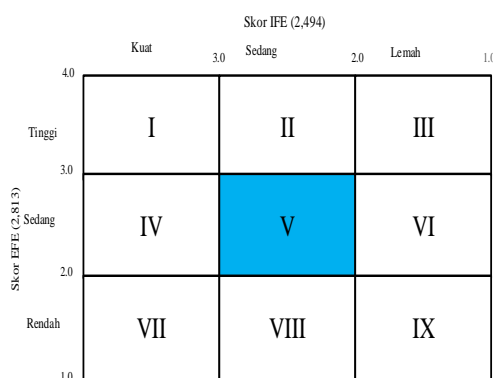 Skor IFE (2,494)
Kuat
3.0
Sedang
2.0
Lemah
1.0
4.0
Tinggi
I
II
III
3.0
Skor EFE (2,813)
Sedang
IV
V
VI
2.0
Rendah
VII
VIII
IX
1.0